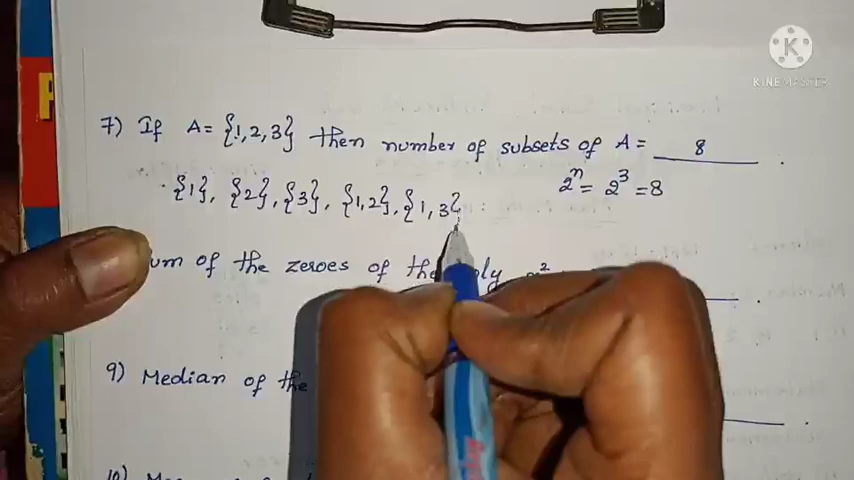 KINEMASTER
7) If A = {1,2,3} then number of subsets of A = 8 .
{1}, {2}, {3}, {1,2}, {1,3}
2ⁿ = 2³ = 8
of the zeroes of the
9) Median of the
10)